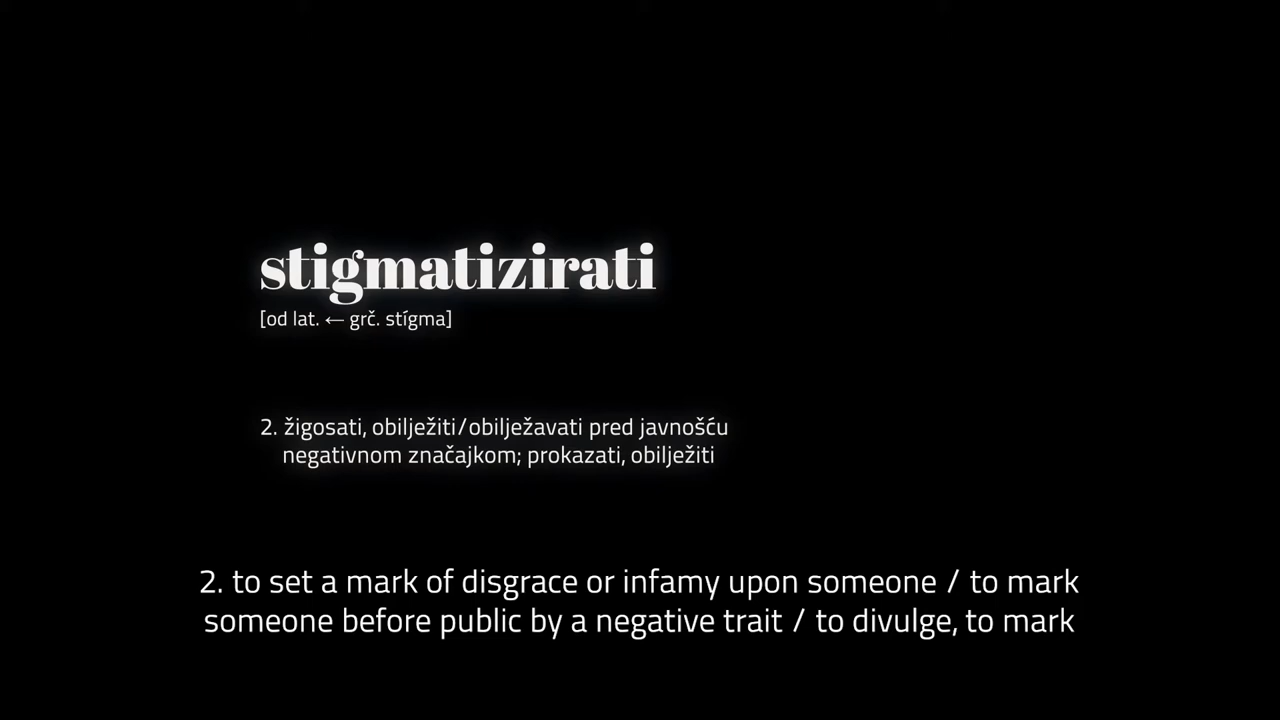 stigmatizirati
[od lat. ← grč. stígma]
2. žigosati, obilježiti/obilježavati pred javnošću
negativnom značajkom; prokazati, obilježiti
2. to set a mark of disgrace or infamy upon someone / to mark
someone before public by a negative trait / to divulge, to mark